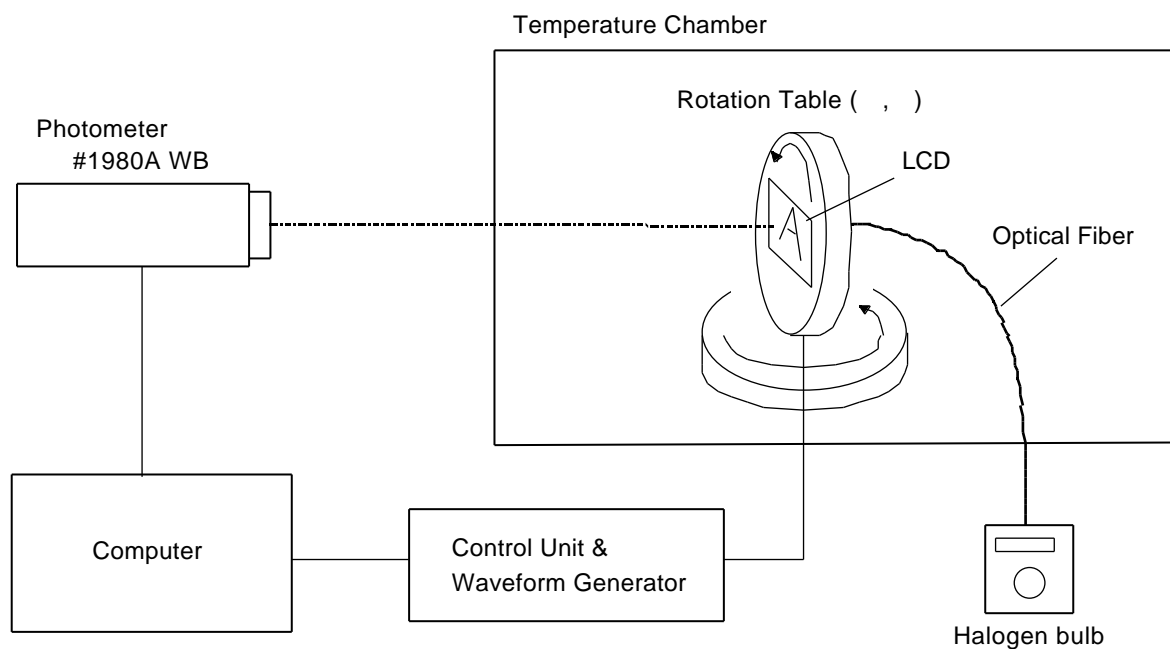 Temperature Chamber
Rotation Table ( , )
Photometer
#1980A WB
LCD
A
Optical Fiber
Computer
Control Unit &
Waveform Generator
Halogen bulb